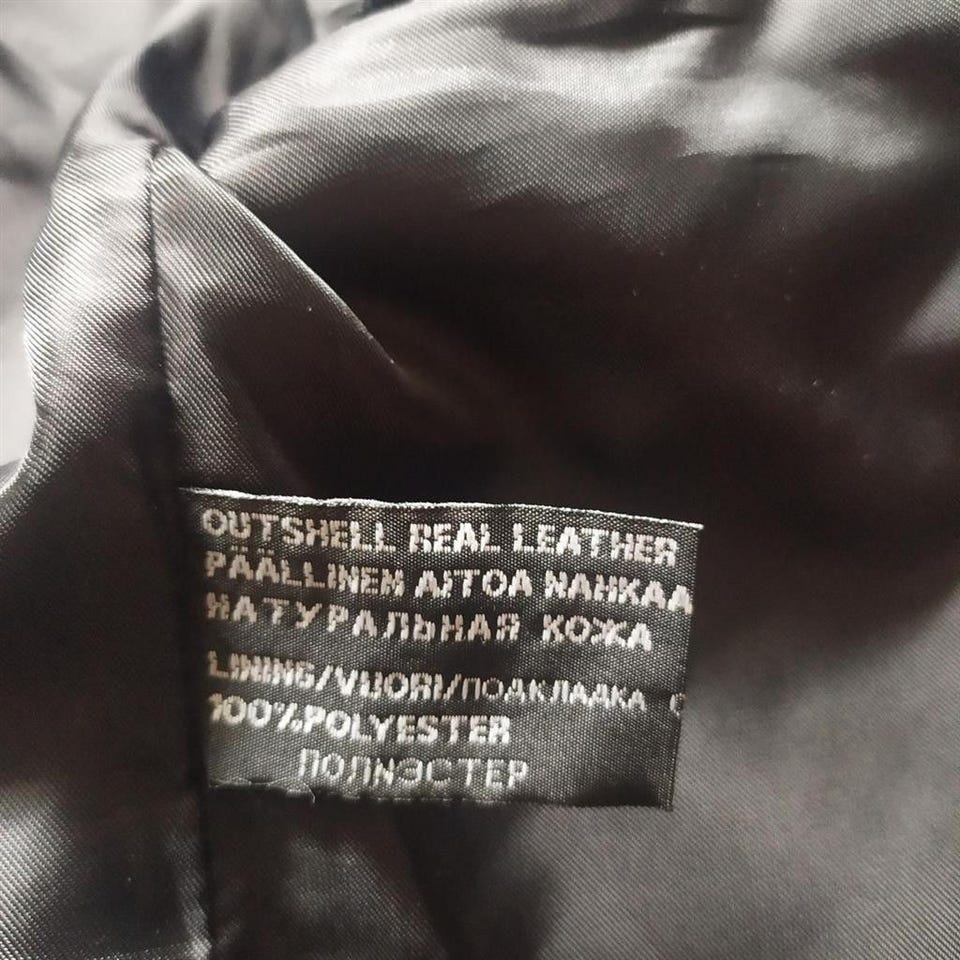 OUTSHELL REAL LEATHER
PÄÄLLINEN AITOA NAHKAA
НАТУРАЛЬНАЯ КОЖА
LINING/VUORI/ПОДКЛАДКА
100%POLYESTER
ПОЛИЭСТЕР